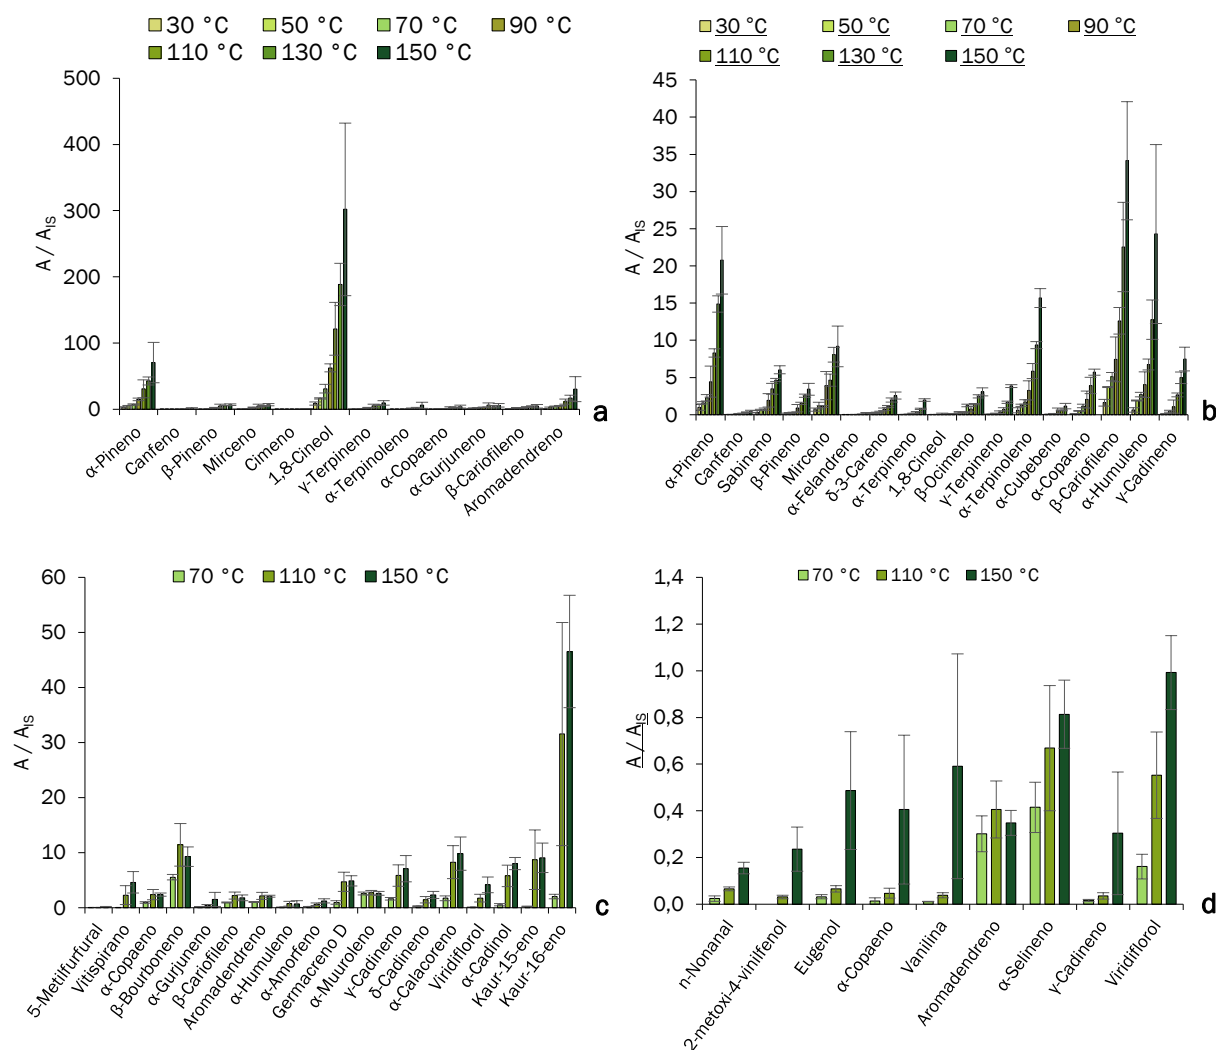 30 °C 50 °C 70 °C 90 °C
110 °C 130 °C 150 °C
500
400
300
200
100
0
A / A_IS
α-Pineno
Canfeno
β-Pineno
Mirceno
Cimeno
1,8-Cineol
γ-Terpineno
α-Terpinoleno
α-Copaeno
α-Gurjuneno
β-Cariofileno
Aromadendreno
a
30 °C 50 °C 70 °C 90 °C
110 °C 130 °C 150 °C
45
40
35
30
25
20
15
10
5
0
A / A_IS
α-Pineno
Canfeno
Sabineno
β-Pineno
Mirceno
α-Felandreno
δ-3-Careno
α-Terpineno
1,8-Cineol
β-Ocimeno
γ-Terpineno
α-Terpinoleno
α-Cubebeno
α-Copaeno
β-Cariofileno
α-Humuleno
γ-Cadineno
b
70 °C 110 °C 150 °C
60
50
40
30
20
10
0
A / A_IS
5-Metilfurfural
Vitispirano
α-Copaeno
β-Bourboneno
α-Gurjuneno
β-Cariofileno
Aromadendreno
α-Humuleno
α-Amorfeno
Germacreno D
α-Muuroleno
γ-Cadineno
δ-Cadineno
α-Calacoreno
Viridiflorol
α-Cadinol
Kaur-15-eno
Kaur-16-eno
c
70 °C 110 °C 150 °C
1,4
1,2
1,0
0,8
0,6
0,4
0,2
0,0
A / A_IS
n-Nonanal
2-metoxi-4-vinilfenol
Eugenol
α-Copaeno
Vanilina
Aromadendreno
α-Selineno
γ-Cadineno
Viridiflorol
d